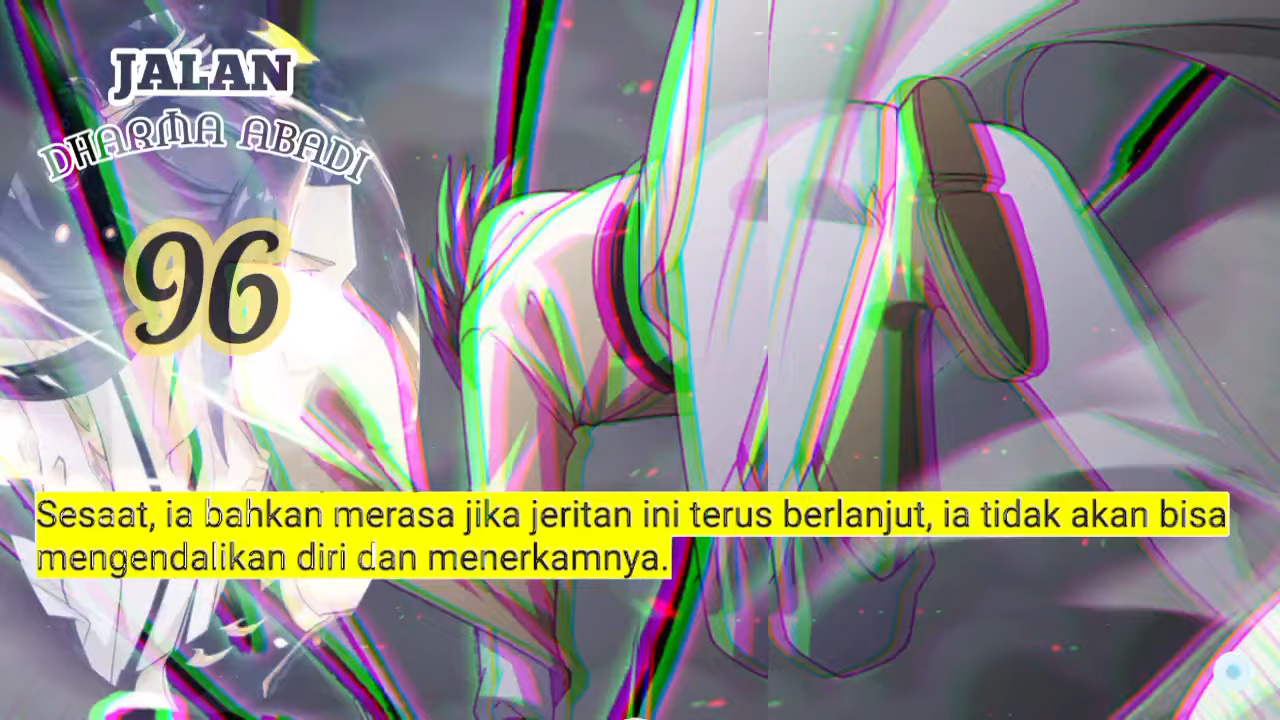 JALAN
DHARMA ABADI
96
Sesaat, ia bahkan merasa jika jeritan ini terus berlanjut, ia tidak akan bisa
mengendalikan diri dan menerkamnya.